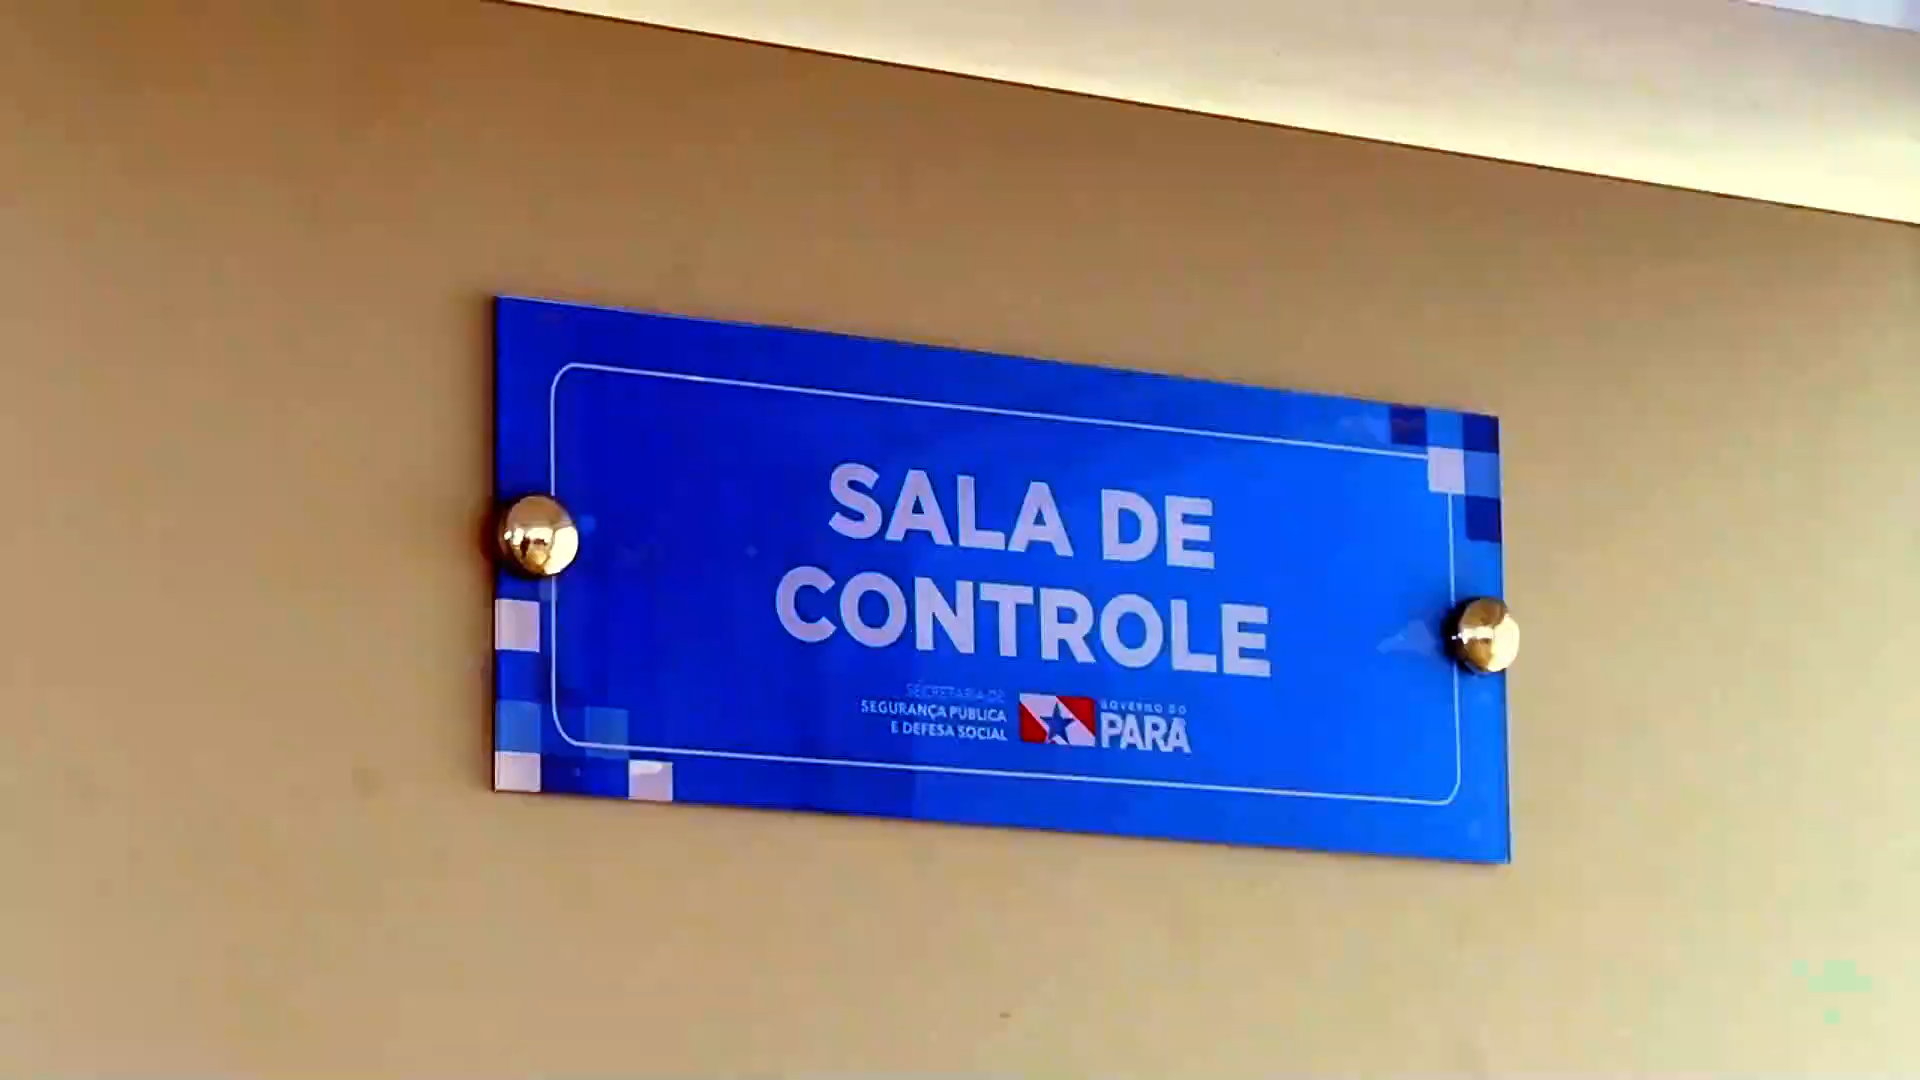 SALA DE
CONTROLE
SECRETARIA DE
SEGURANÇA PÚBLICA
E DEFESA SOCIAL
GOVERNO DO
PARÁ